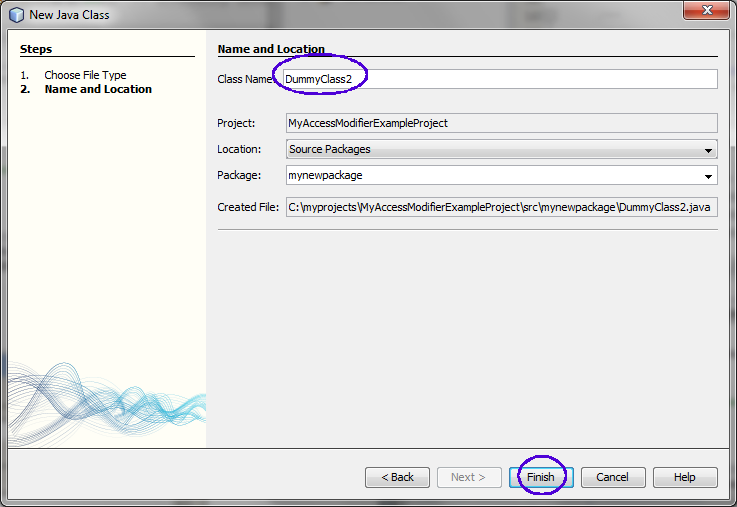 New Java Class
Steps
1. Choose File Type
2. Name and Location
Name and Location
Class Name: DummyClass2
Project: MyAccessModifierExampleProject
Location: Source Packages
Package: mynewpackage
Created File: C:\myprojects\MyAccessModifierExampleProject\src\mynewpackage\DummyClass2.java
< Back Next > Finish Cancel Help